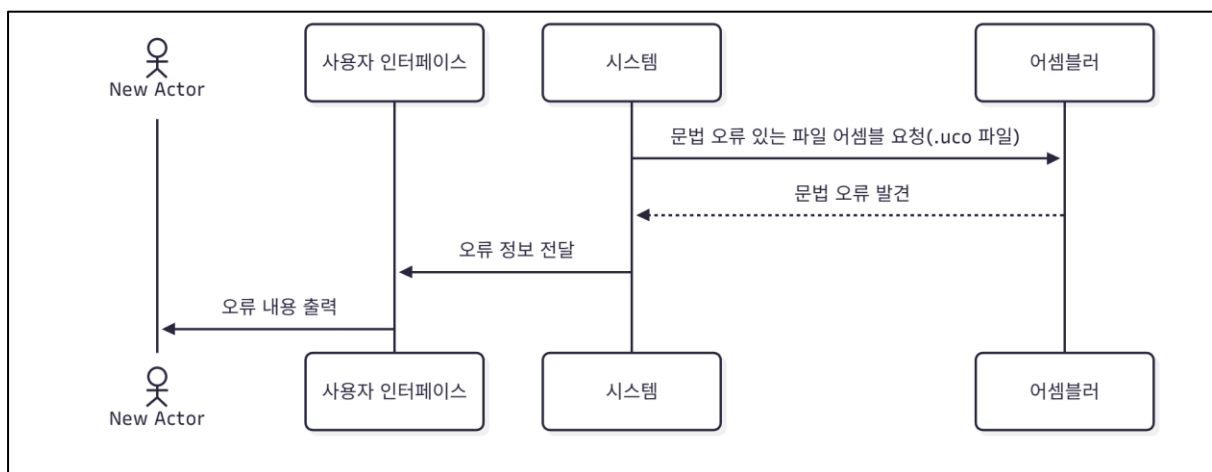 New Actor
사용자 인터페이스
시스템
어셈블러
문법 오류 있는 파일 어셈블 요청(.uco 파일)
문법 오류 발견
오류 정보 전달
오류 내용 출력
New Actor
사용자 인터페이스
시스템
어셈블러